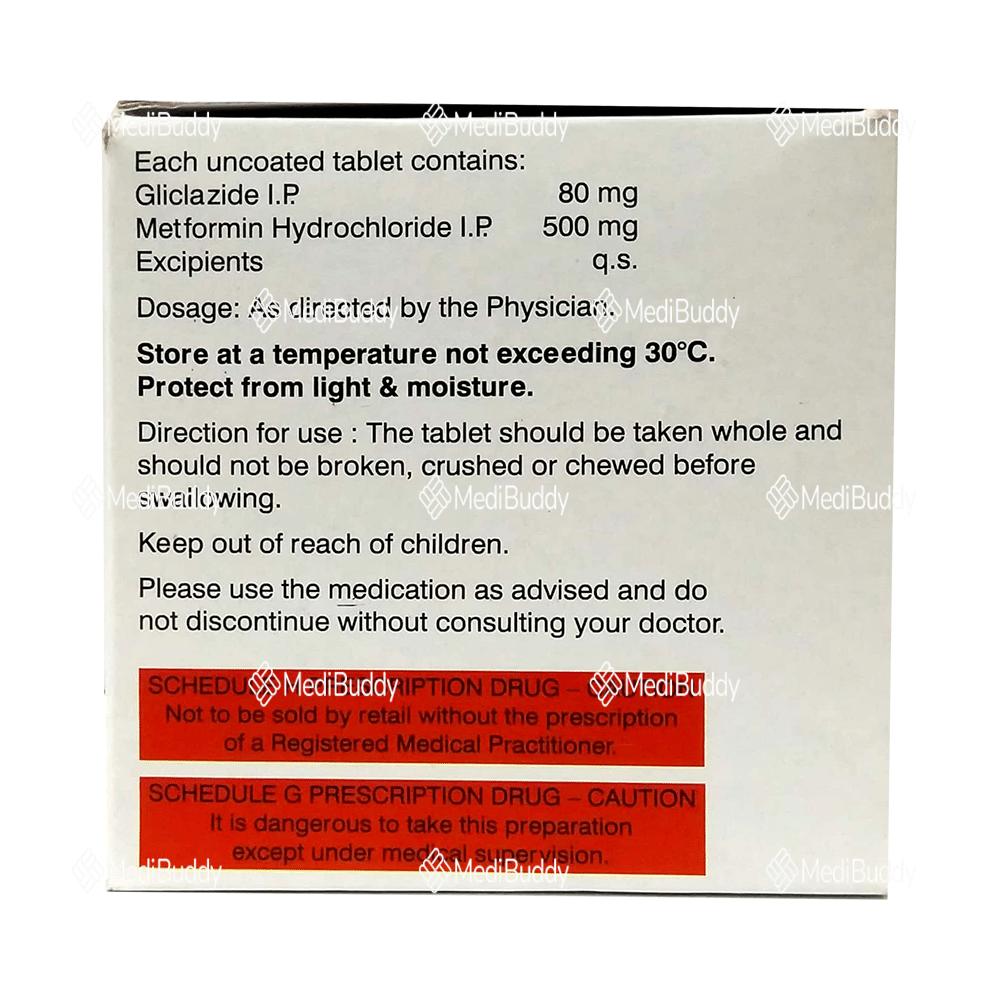 Each uncoated tablet contains:
Gliclazide I.P. 80 mg
Metformin Hydrochloride I.P. 500 mg
Excipients q.s.
Dosage: As directed by the Physician.
Store at a temperature not exceeding 30°C.
Protect from light & moisture.
Direction for use : The tablet should be taken whole and
should not be broken, crushed or chewed before
swallowing.
Keep out of reach of children.
Please use the medication as advised and do
not discontinue without consulting your doctor.
PRESCRIPTION DRUG –
Not to be sold by retail without the prescription
of a Registered Medical Practitioner.
SCHEDULE G PRESCRIPTION DRUG – CAUTION
It is dangerous to take this preparation
except under medical supervision.
MediBuddy
MediBuddy
MediBuddy
MediBuddy
MediBuddy
MediBuddy
MediBuddy
MediBuddy
MediBuddy
MediBuddy
MediBuddy
MediBuddy
MediBuddy